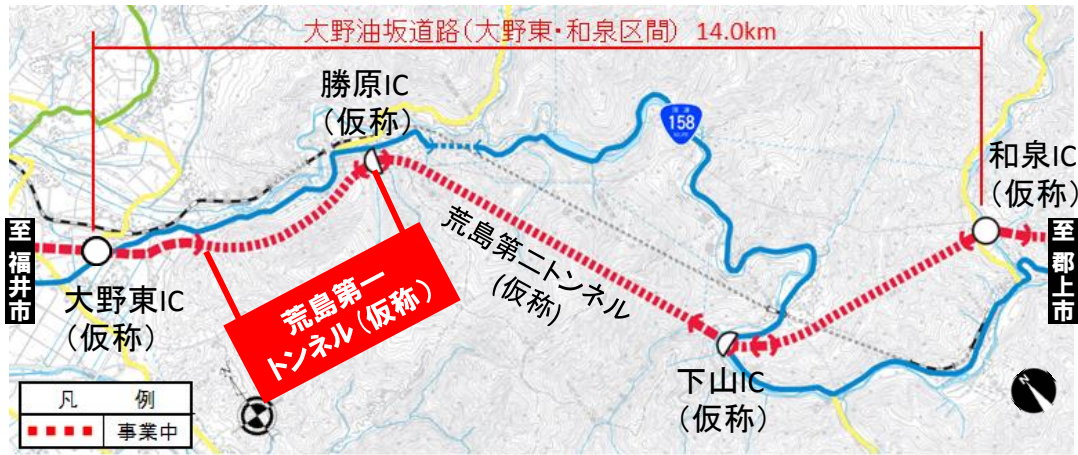 大野油坂道路(大野東・和泉区間) 14.0km
勝原IC
(仮称)
158
和泉IC
(仮称)
至 福井市
至 郡上市
大野東IC
(仮称)
荒島第一
トンネル(仮称)
荒島第二トンネル
(仮称)
下山IC
(仮称)
凡 例
事業中
N